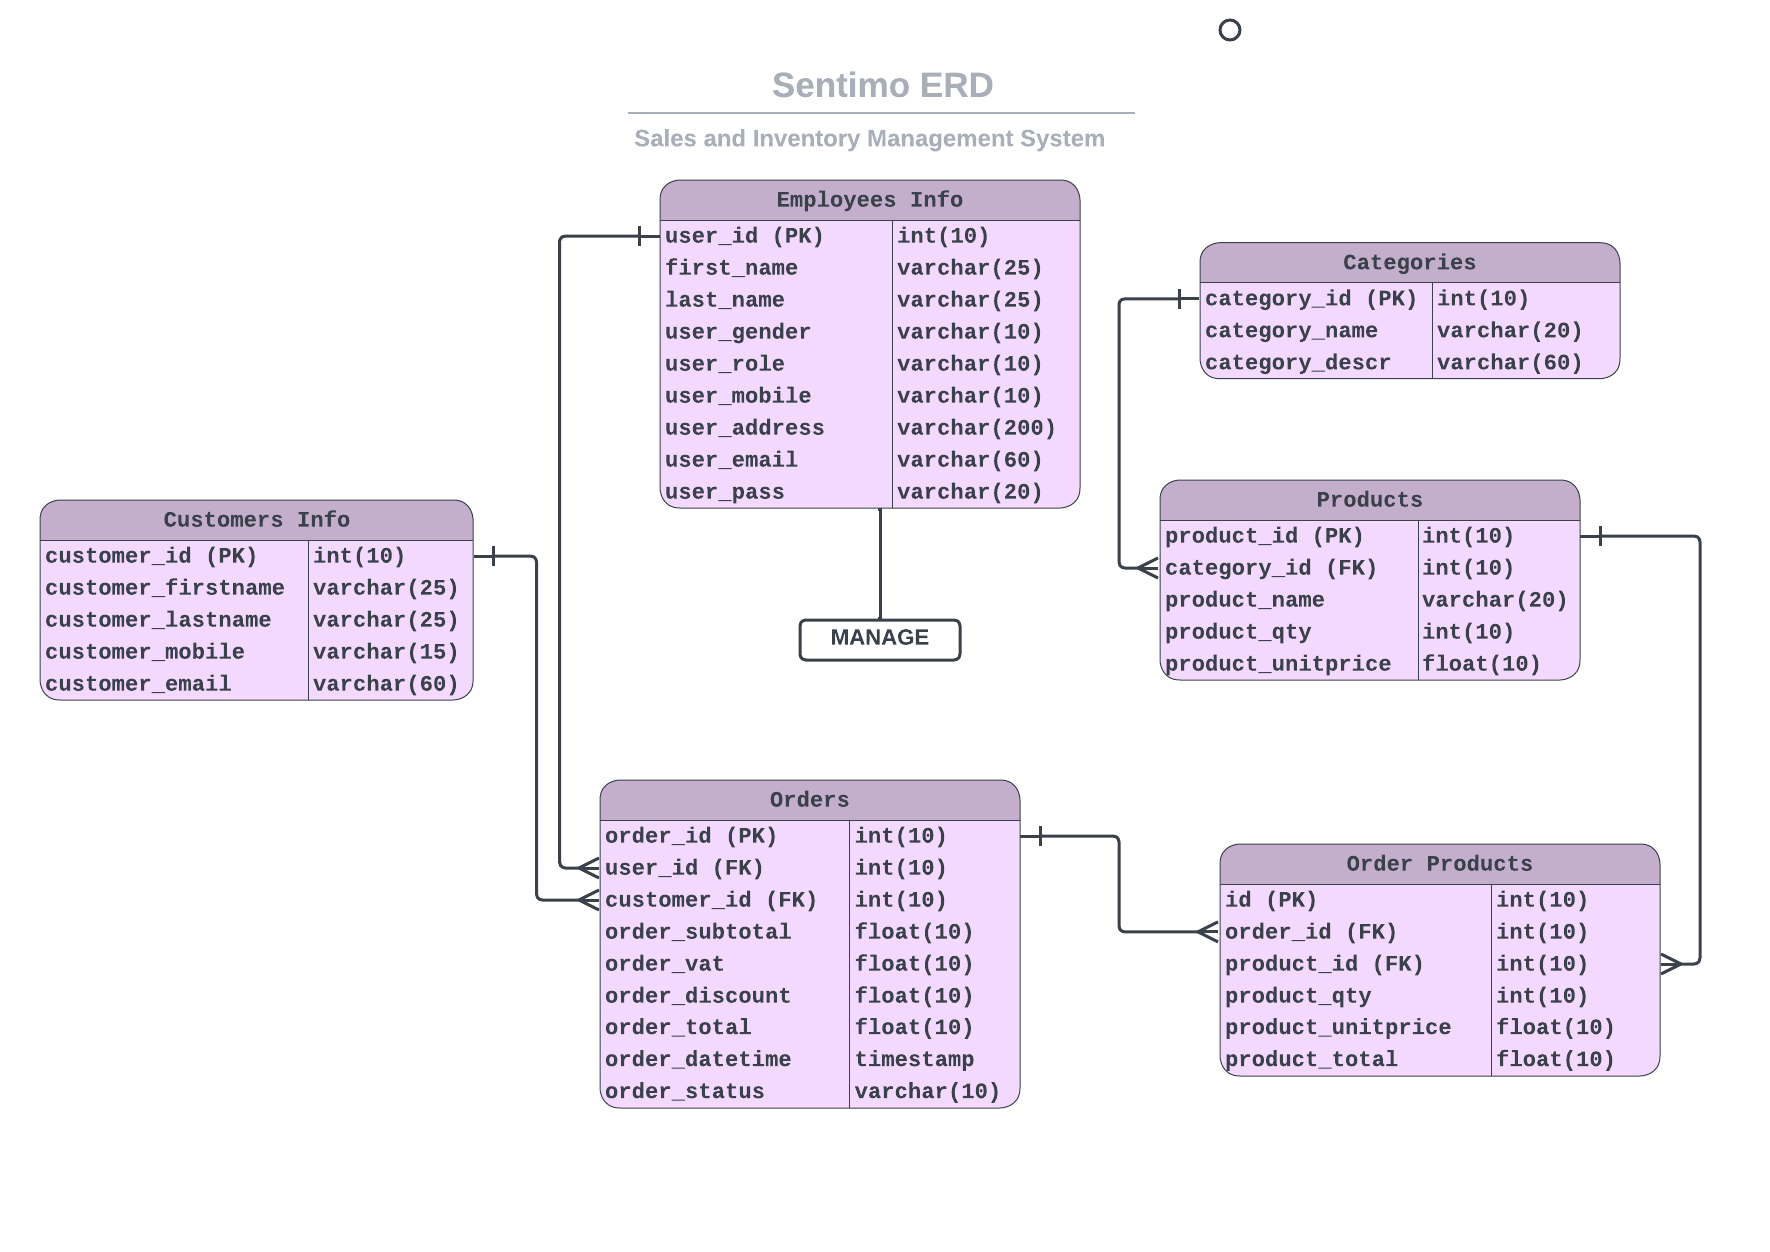 Sentimo ERD
Sales and Inventory Management System
Employees Info
user_id (PK) int(10)
first_name varchar(25)
last_name varchar(25)
user_gender varchar(10)
user_role varchar(10)
user_mobile varchar(10)
user_address varchar(200)
user_email varchar(60)
user_pass varchar(20)
Categories
category_id (PK) int(10)
category_name varchar(20)
category_descr varchar(60)
Customers Info
customer_id (PK) int(10)
customer_firstname varchar(25)
customer_lastname varchar(25)
customer_mobile varchar(15)
customer_email varchar(60)
MANAGE
Products
product_id (PK) int(10)
category_id (FK) int(10)
product_name varchar(20)
product_qty int(10)
product_unitprice float(10)
Orders
order_id (PK) int(10)
user_id (FK) int(10)
customer_id (FK) int(10)
order_subtotal float(10)
order_vat float(10)
order_discount float(10)
order_total float(10)
order_datetime timestamp
order_status varchar(10)
Order Products
id (PK) int(10)
order_id (FK) int(10)
product_id (FK) int(10)
product_qty int(10)
product_unitprice float(10)
product_total float(10)